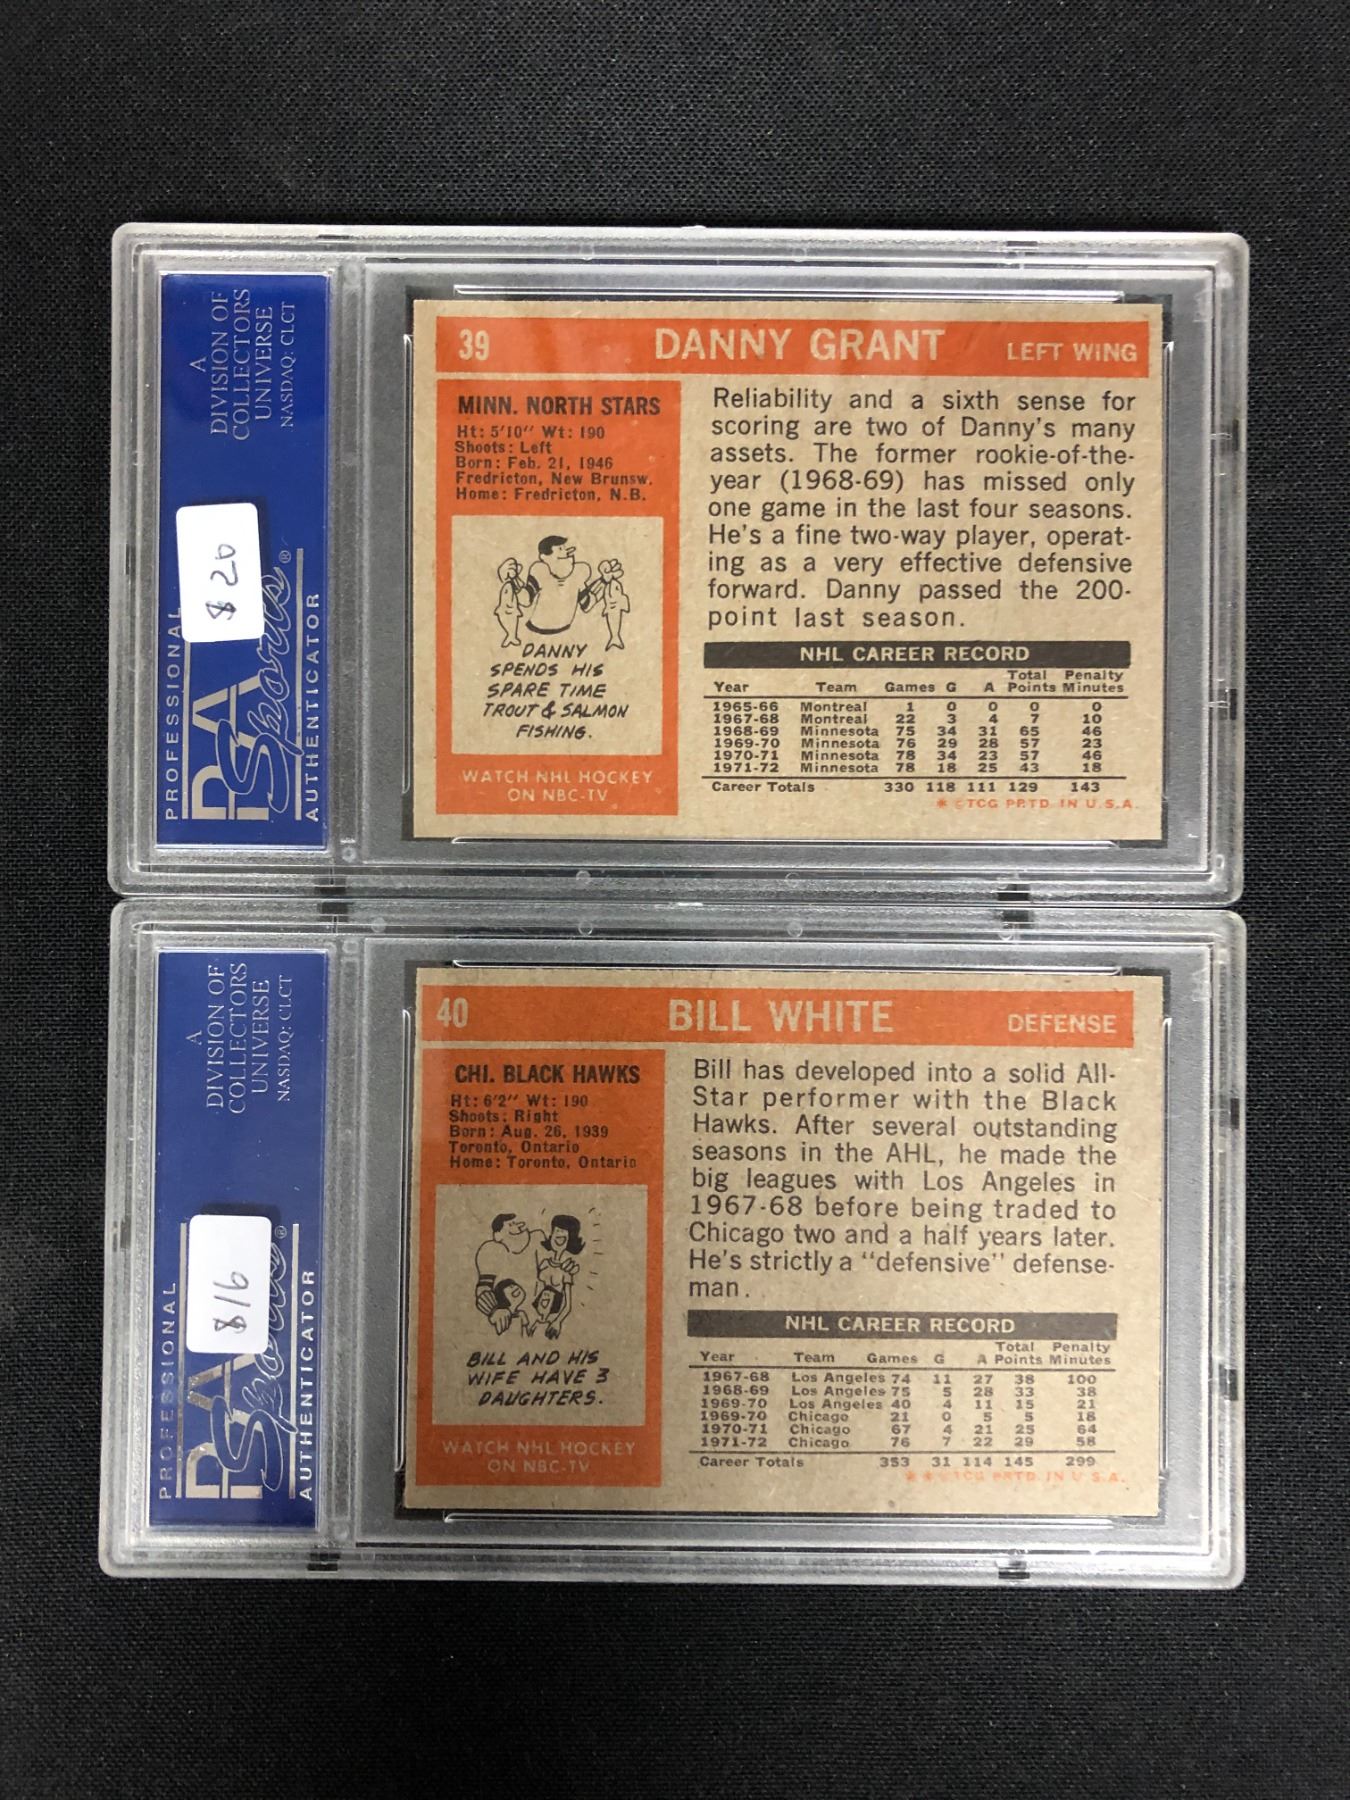 A
DIVISION OF
COLLECTORS
UNIVERSE
NASDAQ: CLCT
$20
PROFESSIONAL
PSA
Sports®
AUTHENTICATOR
39 DANNY GRANT LEFT WING
MINN. NORTH STARS
Ht: 5'10" Wt: 190
Shoots: Left
Born: Feb. 21, 1946
Fredricton, New Brunsw.
Home: Fredricton, N.B.
DANNY
SPENDS HIS
SPARE TIME
TROUT & SALMON
FISHING.
WATCH NHL HOCKEY
ON NBC-TV
Reliability and a sixth sense for
scoring are two of Danny's many
assets. The former rookie-of-the-
year (1968-69) has missed only
one game in the last four seasons.
He's a fine two-way player, operat-
ing as a very effective defensive
forward. Danny passed the 200-
point last season.
NHL CAREER RECORD
Year Team Games G A Total Points Penalty Minutes
1965-66 Montreal 1 0 0 0 0
1967-68 Montreal 22 3 4 7 10
1968-69 Minnesota 75 34 31 65 46
1969-70 Minnesota 76 29 28 57 23
1970-71 Minnesota 78 34 23 57 46
1971-72 Minnesota 78 18 25 43 18
Career Totals 330 118 111 129 143
* ©TCG PRTD. IN U.S.A.
A
DIVISION OF
COLLECTORS
UNIVERSE
NASDAQ: CLCT
$16
PROFESSIONAL
PSA
Sports®
AUTHENTICATOR
40 BILL WHITE DEFENSE
CHI. BLACK HAWKS
Ht: 6'2" Wt: 190
Shoots: Right
Born: Aug. 26, 1939
Toronto, Ontario
Home: Toronto, Ontario
BILL AND HIS
WIFE HAVE 3
DAUGHTERS.
WATCH NHL HOCKEY
ON NBC-TV
Bill has developed into a solid All-
Star performer with the Black
Hawks. After several outstanding
seasons in the AHL, he made the
big leagues with Los Angeles in
1967-68 before being traded to
Chicago two and a half years later.
He's strictly a "defensive" defense-
man.
NHL CAREER RECORD
Year Team Games G A Total Points Penalty Minutes
1967-68 Los Angeles 74 11 27 38 100
1968-69 Los Angeles 75 5 28 33 38
1969-70 Los Angeles 40 4 11 15 21
1969-70 Chicago 21 0 5 5 18
1970-71 Chicago 67 4 21 25 64
1971-72 Chicago 76 7 22 29 58
Career Totals 353 31 114 145 299
* * ©TCG PRTD. IN U.S.A.